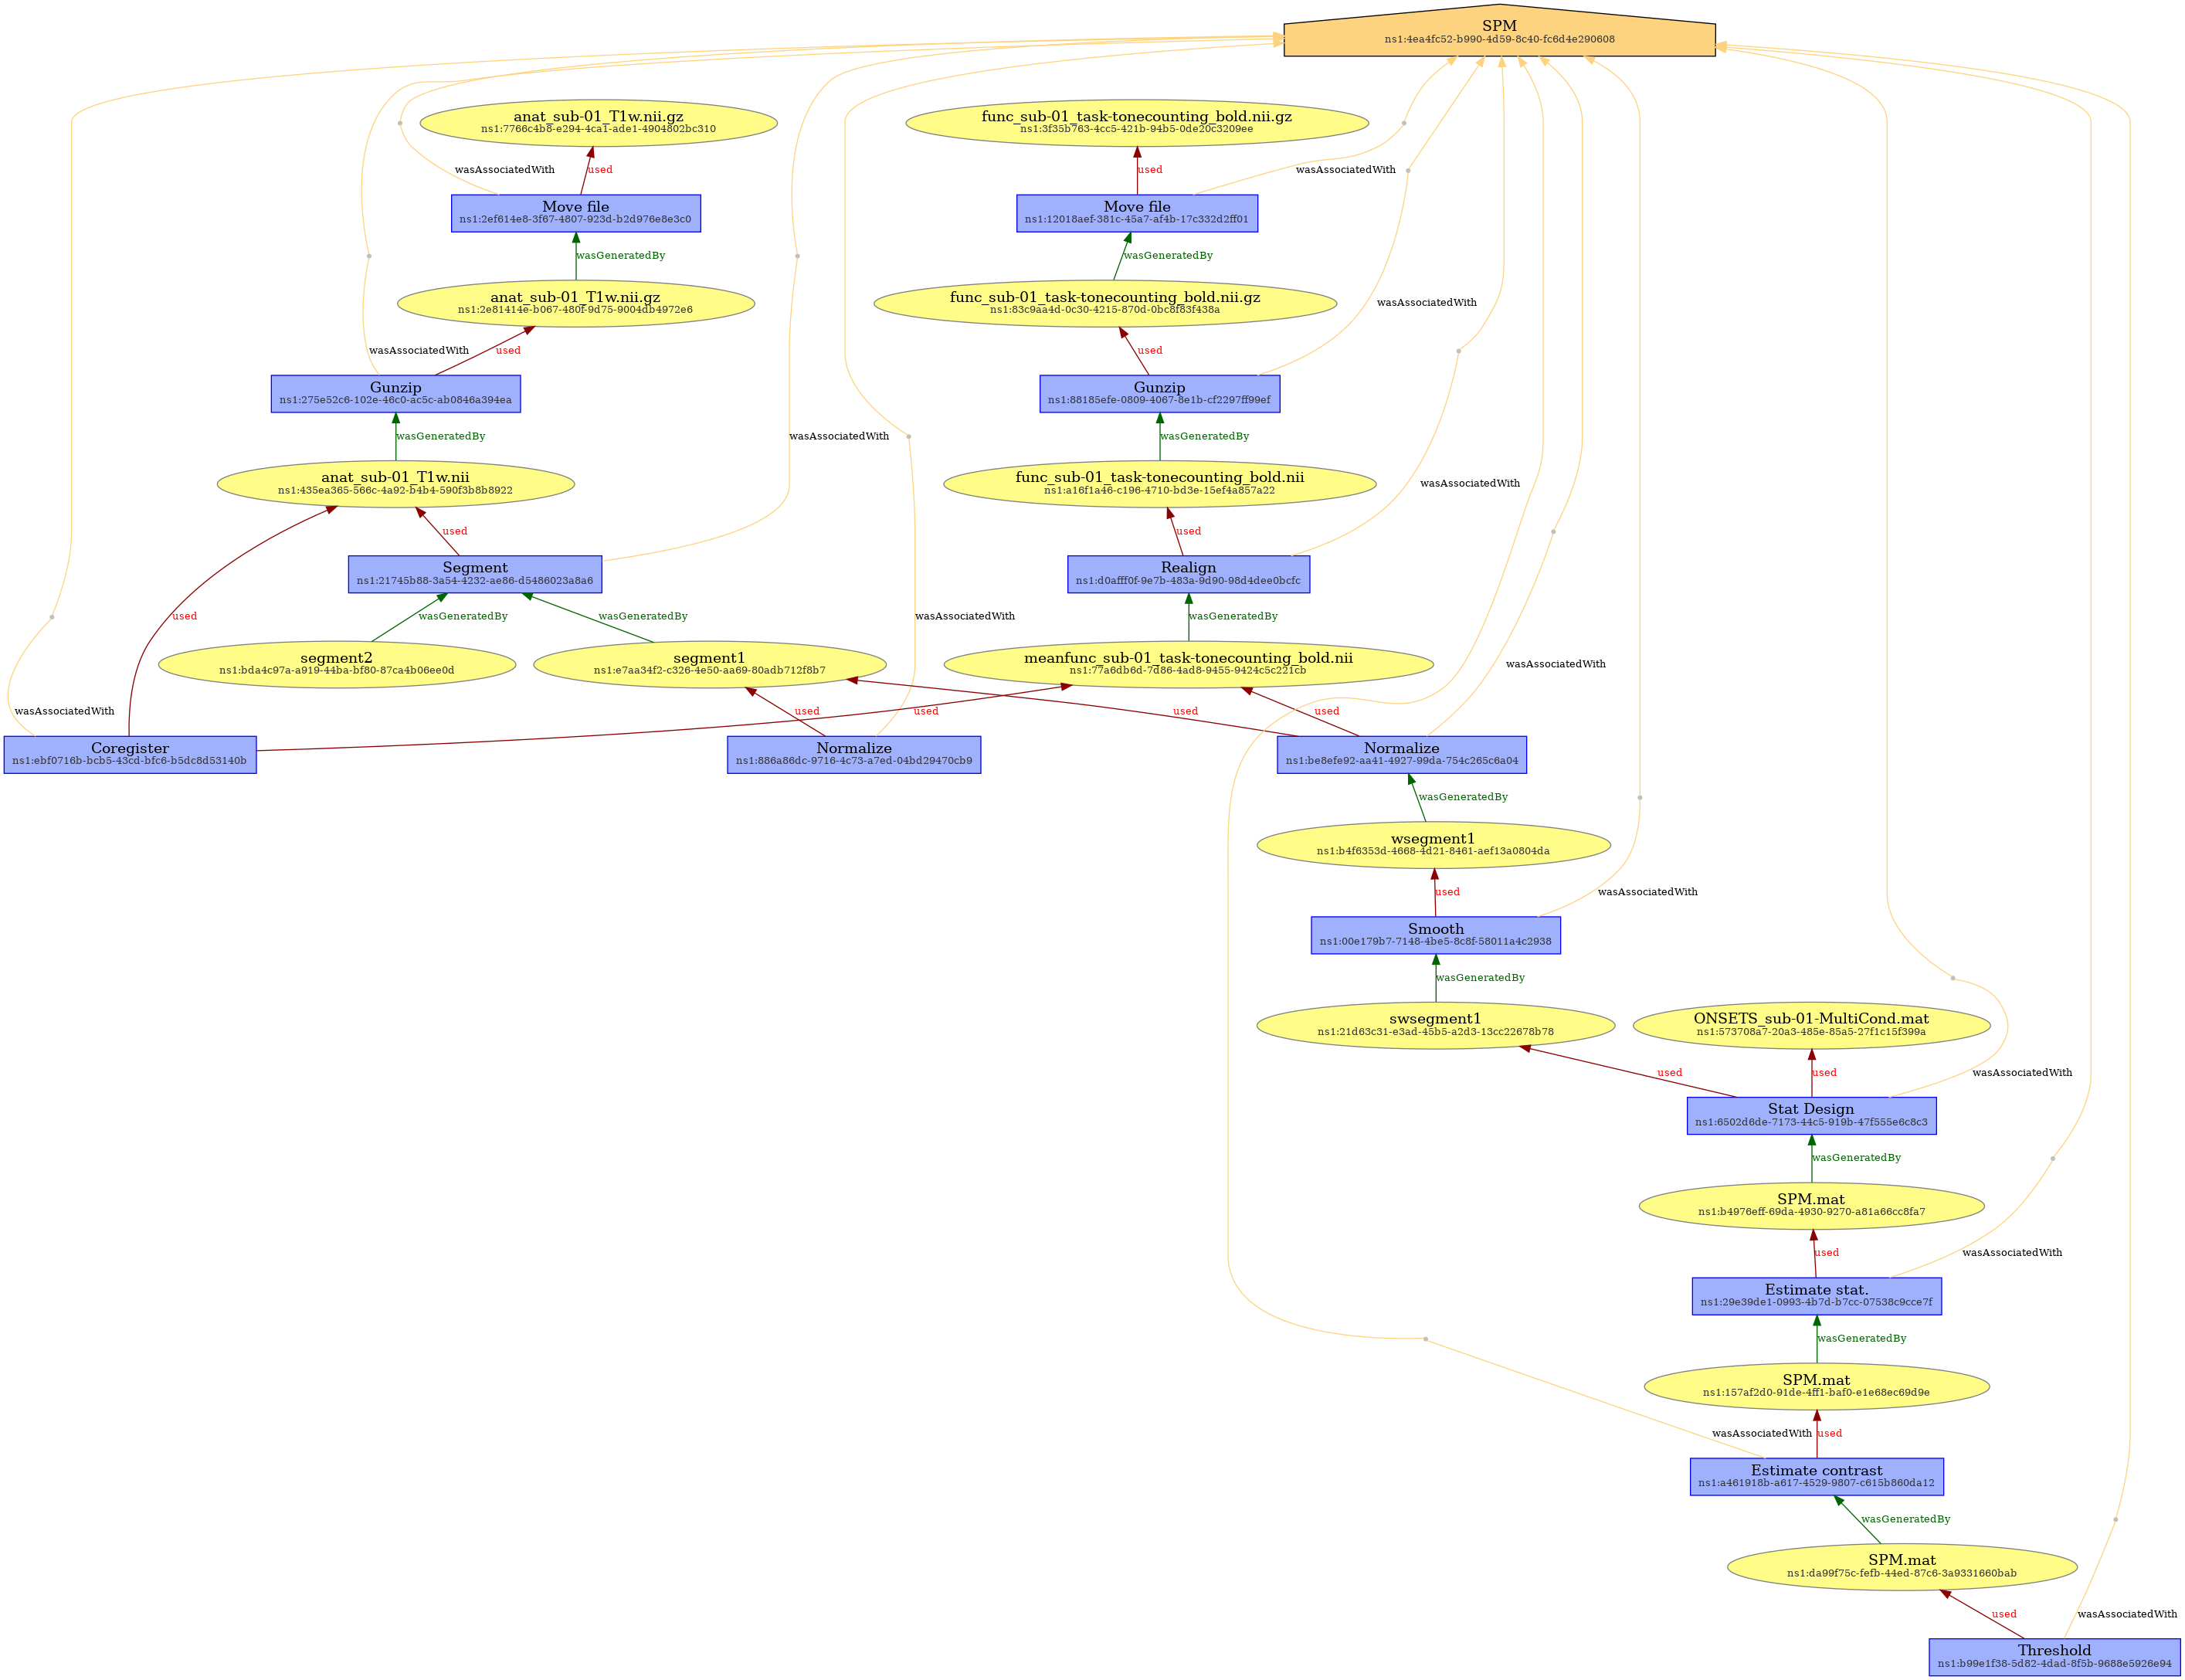 SPM
ns1:4ea4fc52-b990-4d59-8c40-fc6d4e290608
anat_sub-01_T1w.nii.gz
ns1:7766c4b8-e294-4ca1-ade1-4904802bc310
func_sub-01_task-tonecounting_bold.nii.gz
ns1:3f35b763-4cc5-421b-94b5-0de20c3209ee
wasAssociatedWith
used
used
wasAssociatedWith
Move file
ns1:2ef614e8-3f67-4807-923d-b2d976e8e3c0
Move file
ns1:12018aef-381c-45a7-af4b-17c332d2ff01
wasGeneratedBy
wasGeneratedBy
anat_sub-01_T1w.nii.gz
ns1:2e81414e-b067-480f-9d75-9004db4972e6
func_sub-01_task-tonecounting_bold.nii.gz
ns1:83c9aa4d-0c30-4215-870d-0bc8f83f438a
wasAssociatedWith
wasAssociatedWith
used
used
Gunzip
ns1:275e52c6-102e-46c0-ac5c-ab0846a394ea
Gunzip
ns1:88185efe-0809-4067-8e1b-cf2297ff99ef
wasGeneratedBy
wasAssociatedWith
wasGeneratedBy
anat_sub-01_T1w.nii
ns1:435ea365-566c-4a92-b4b4-590f3b8b8922
func_sub-01_task-tonecounting_bold.nii
ns1:a16f1a46-c196-4710-bd3e-15ef4a857a22
wasAssociatedWith
used
used
Segment
ns1:21745b88-3a54-4232-ae86-d5486023a8a6
Realign
ns1:d0afff0f-9e7b-483a-9d90-98d4dee0bcfc
used
wasGeneratedBy
wasGeneratedBy
wasAssociatedWith
wasGeneratedBy
segment2
ns1:bda4c97a-a919-44ba-bf80-87ca4b06ee0d
segment1
ns1:e7aa34f2-c326-4e50-aa69-80adb712f8b7
meanfunc_sub-01_task-tonecounting_bold.nii
ns1:77a6db6d-7d86-4ad8-9455-9424c5c221cb
wasAssociatedWith
wasAssociatedWith
used
used
used
used
Coregister
ns1:ebf0716b-bcb5-43cd-bfc6-b5dc8d53140b
Normalize
ns1:886a86dc-9716-4c73-a7ed-04bd29470cb9
Normalize
ns1:be8efe92-aa41-4927-99da-754c265c6a04
wasGeneratedBy
wsegment1
ns1:b4f6353d-4668-4d21-8461-aef13a0804da
used
wasAssociatedWith
Smooth
ns1:00e179b7-7148-4be5-8c8f-58011a4c2938
wasGeneratedBy
swsegment1
ns1:21d63c31-e3ad-45b5-a2d3-13cc22678b78
ONSETS_sub-01-MultiCond.mat
ns1:573708a7-20a3-485e-85a5-27f1c15f399a
used
used
wasAssociatedWith
Stat Design
ns1:6502d6de-7173-44c5-919b-47f555e6c8c3
wasGeneratedBy
SPM.mat
ns1:b4976eff-69da-4930-9270-a81a66cc8fa7
used
wasAssociatedWith
Estimate stat.
ns1:29e39de1-0993-4b7d-b7cc-07538c9cce7f
wasGeneratedBy
SPM.mat
ns1:157af2d0-91de-4ff1-baf0-e1e68ec69d9e
wasAssociatedWith
used
Estimate contrast
ns1:a461918b-a617-4529-9807-c615b860da12
wasGeneratedBy
SPM.mat
ns1:da99f75c-fefb-44ed-87c6-3a9331660bab
used
wasAssociatedWith
Threshold
ns1:b99e1f38-5d82-4dad-8f5b-9688e5926e94